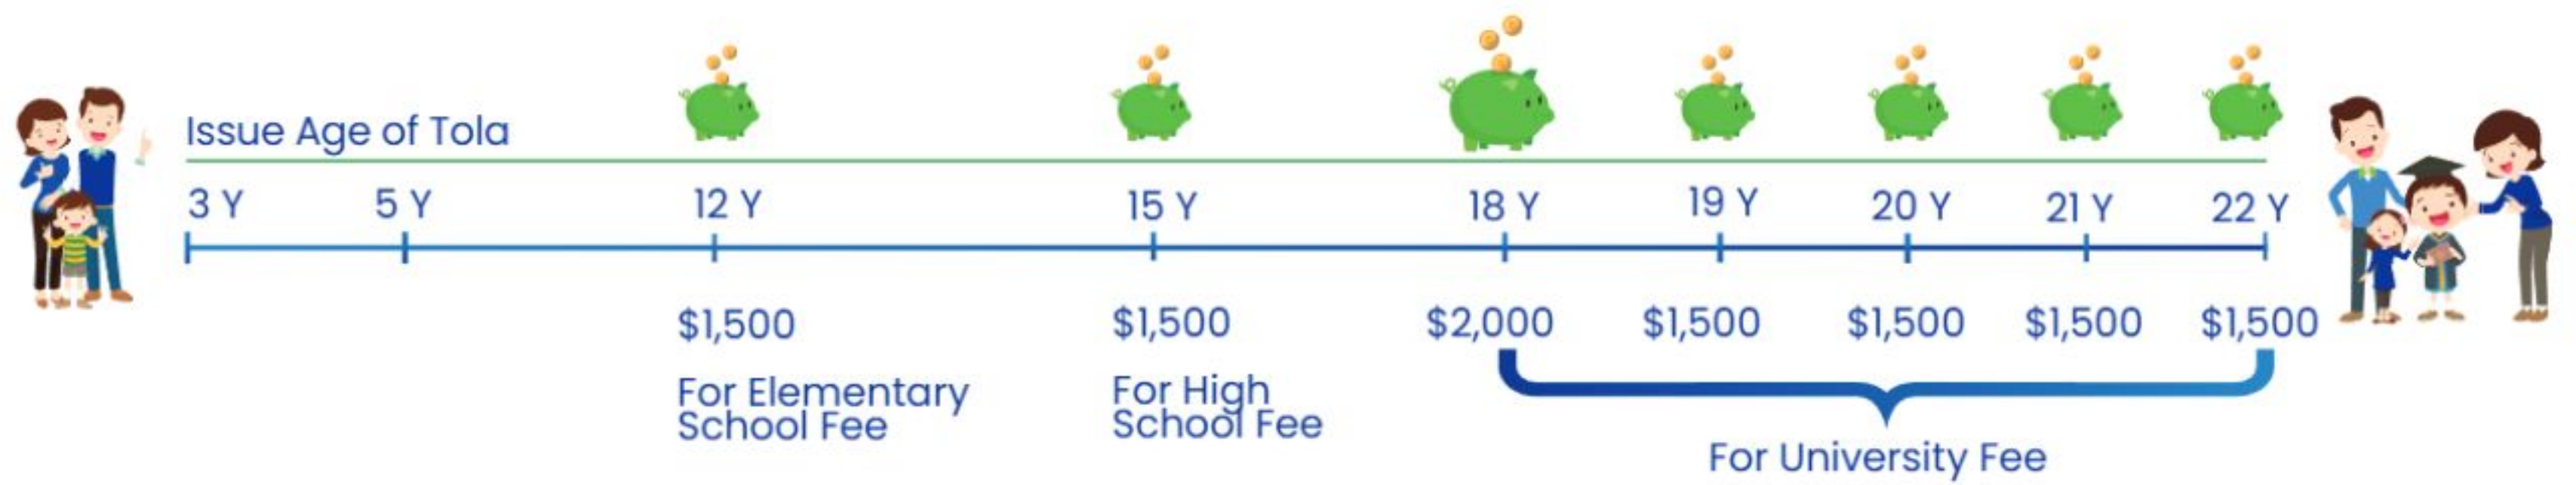 Issue Age of Tola
3 Y 5 Y 12 Y 15 Y 18 Y 19 Y 20 Y 21 Y 22 Y
$1,500 $1,500 $2,000 $1,500 $1,500 $1,500 $1,500
For Elementary
School Fee
For High
School Fee
For University Fee